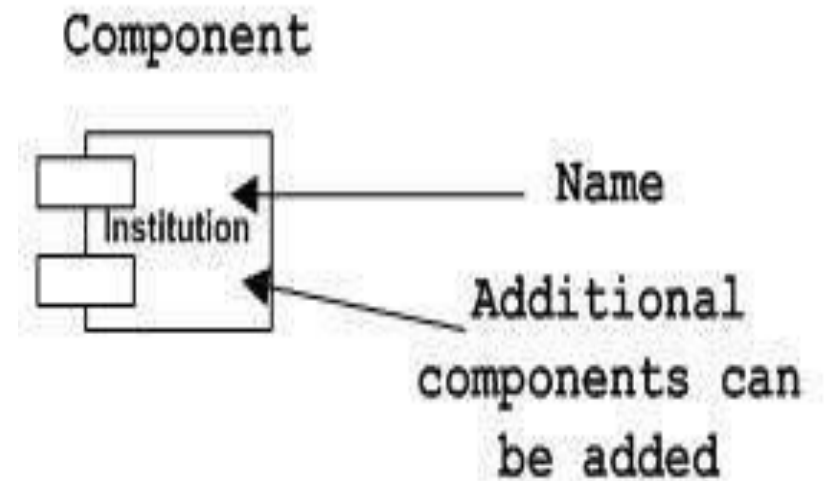 Component
Name
Institution
Additional
components can
be added